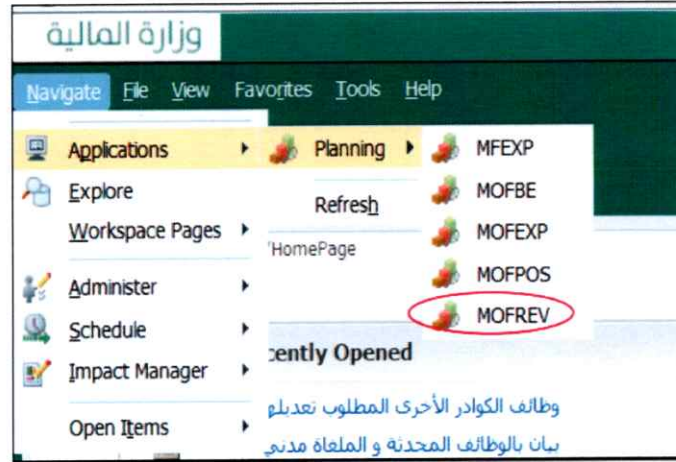 وزارة المالية
Navigate File View Favorites Tools Help
Applications Planning MFEXP
Explore Refresh MOFBE
Workspace Pages MOFEXP
/HomePage
Administer MOFPOS
Schedule MOFREV
Impact Manager cently Opened
Open Items وظائف الكوادر الأخرى المطلوب تعديلها
بيان بالوظائف المحدثة و الملغاة مدني